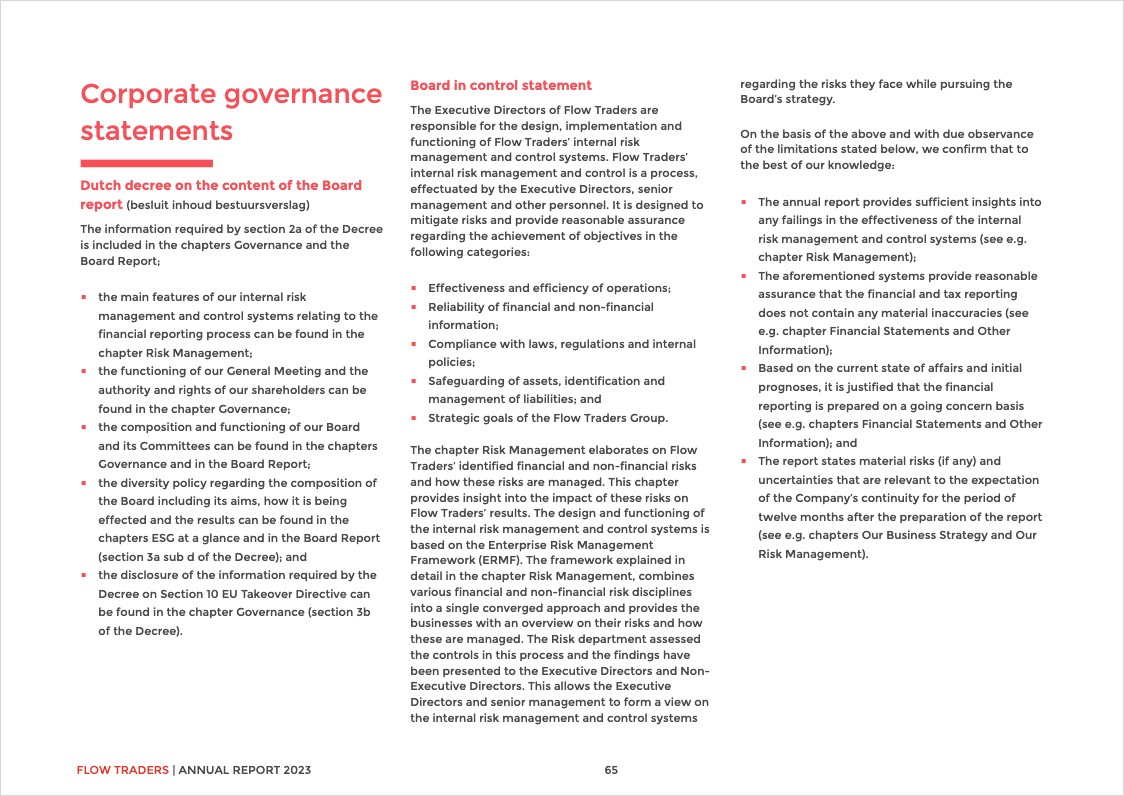 Corporate governance
statements
Dutch decree on the content of the Board
report (besluit inhoud bestuursverslag)
The information required by section 2a of the Decree
is included in the chapters Governance and the
Board Report;
▪ the main features of our internal risk
management and control systems relating to the
financial reporting process can be found in the
chapter Risk Management;
▪ the functioning of our General Meeting and the
authority and rights of our shareholders can be
found in the chapter Governance;
▪ the composition and functioning of our Board
and its Committees can be found in the chapters
Governance and in the Board Report;
▪ the diversity policy regarding the composition of
the Board including its aims, how it is being
effected and the results can be found in the
chapters ESG at a glance and in the Board Report
(section 3a sub d of the Decree); and
▪ the disclosure of the information required by the
Decree on Section 10 EU Takeover Directive can
be found in the chapter Governance (section 3b
of the Decree).
Board in control statement
The Executive Directors of Flow Traders are
responsible for the design, implementation and
functioning of Flow Traders’ internal risk
management and control systems. Flow Traders’
internal risk management and control is a process,
effectuated by the Executive Directors, senior
management and other personnel. It is designed to
mitigate risks and provide reasonable assurance
regarding the achievement of objectives in the
following categories:
▪ Effectiveness and efficiency of operations;
▪ Reliability of financial and non-financial
information;
▪ Compliance with laws, regulations and internal
policies;
▪ Safeguarding of assets, identification and
management of liabilities; and
▪ Strategic goals of the Flow Traders Group.
The chapter Risk Management elaborates on Flow
Traders’ identified financial and non-financial risks
and how these risks are managed. This chapter
provides insight into the impact of these risks on
Flow Traders’ results. The design and functioning of
the internal risk management and control systems is
based on the Enterprise Risk Management
Framework (ERMF). The framework explained in
detail in the chapter Risk Management, combines
various financial and non-financial risk disciplines
into a single converged approach and provides the
businesses with an overview on their risks and how
these are managed. The Risk department assessed
the controls in this process and the findings have
been presented to the Executive Directors and Non-
Executive Directors. This allows the Executive
Directors and senior management to form a view on
the internal risk management and control systems
regarding the risks they face while pursuing the
Board’s strategy.
On the basis of the above and with due observance
of the limitations stated below, we confirm that to
the best of our knowledge:
▪ The annual report provides sufficient insights into
any failings in the effectiveness of the internal
risk management and control systems (see e.g.
chapter Risk Management);
▪ The aforementioned systems provide reasonable
assurance that the financial and tax reporting
does not contain any material inaccuracies (see
e.g. chapter Financial Statements and Other
Information);
▪ Based on the current state of affairs and initial
prognoses, it is justified that the financial
reporting is prepared on a going concern basis
(see e.g. chapters Financial Statements and Other
Information); and
▪ The report states material risks (if any) and
uncertainties that are relevant to the expectation
of the Company’s continuity for the period of
twelve months after the preparation of the report
(see e.g. chapters Our Business Strategy and Our
Risk Management).
FLOW TRADERS | ANNUAL REPORT 2023
65